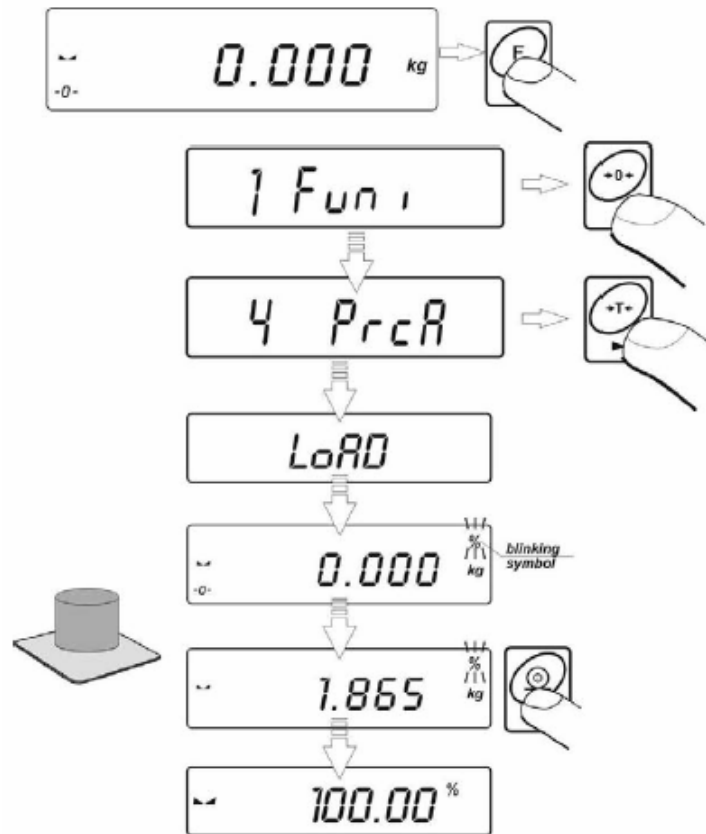 0.000 kg
-0-
F
1 Funi
→0←
4 PrcA
→T←
LoAD
%
blinking
symbol
0.000 kg
-0-
%
1.865 kg
100.00 %